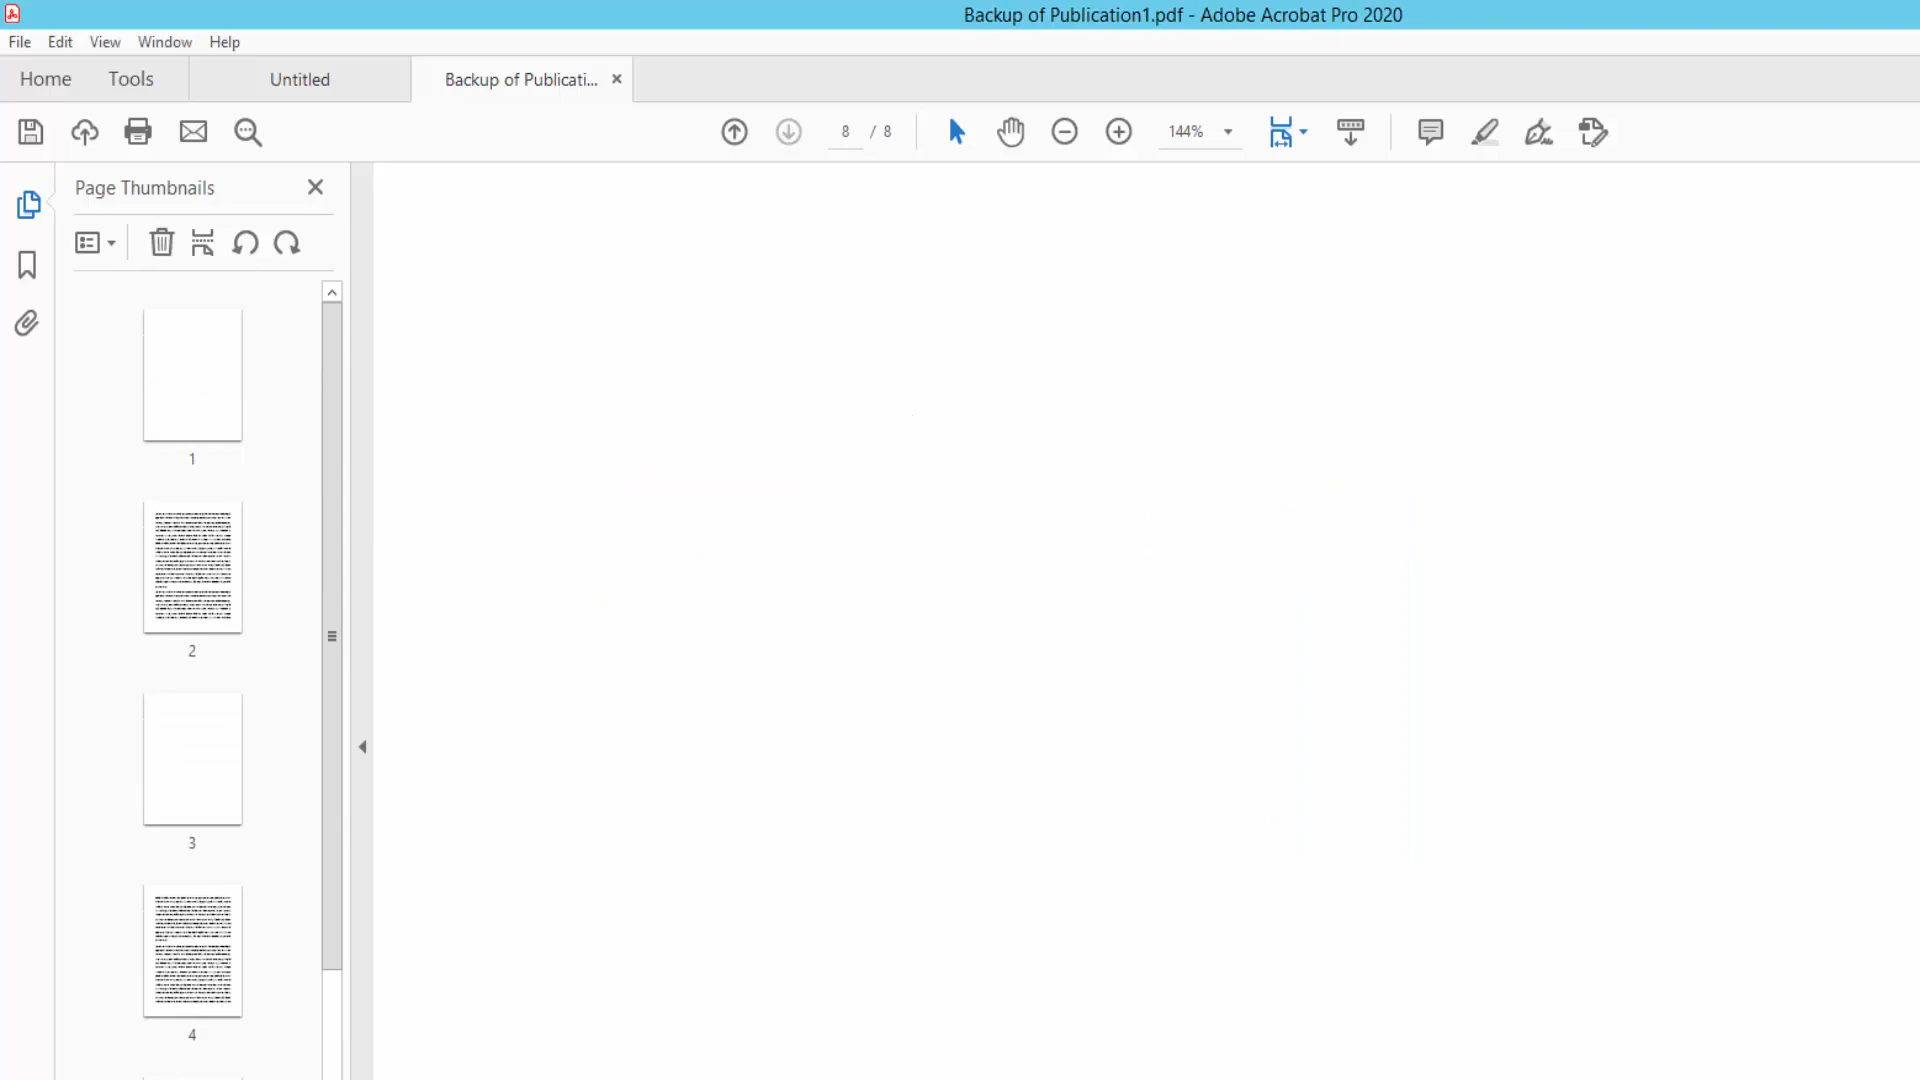 Backup of Publication1.pdf - Adobe Acrobat Pro 2020
File Edit View Window Help
Home Tools Untitled Backup of Publicati...
8 / 8 144%
Page Thumbnails
1
2
3
4